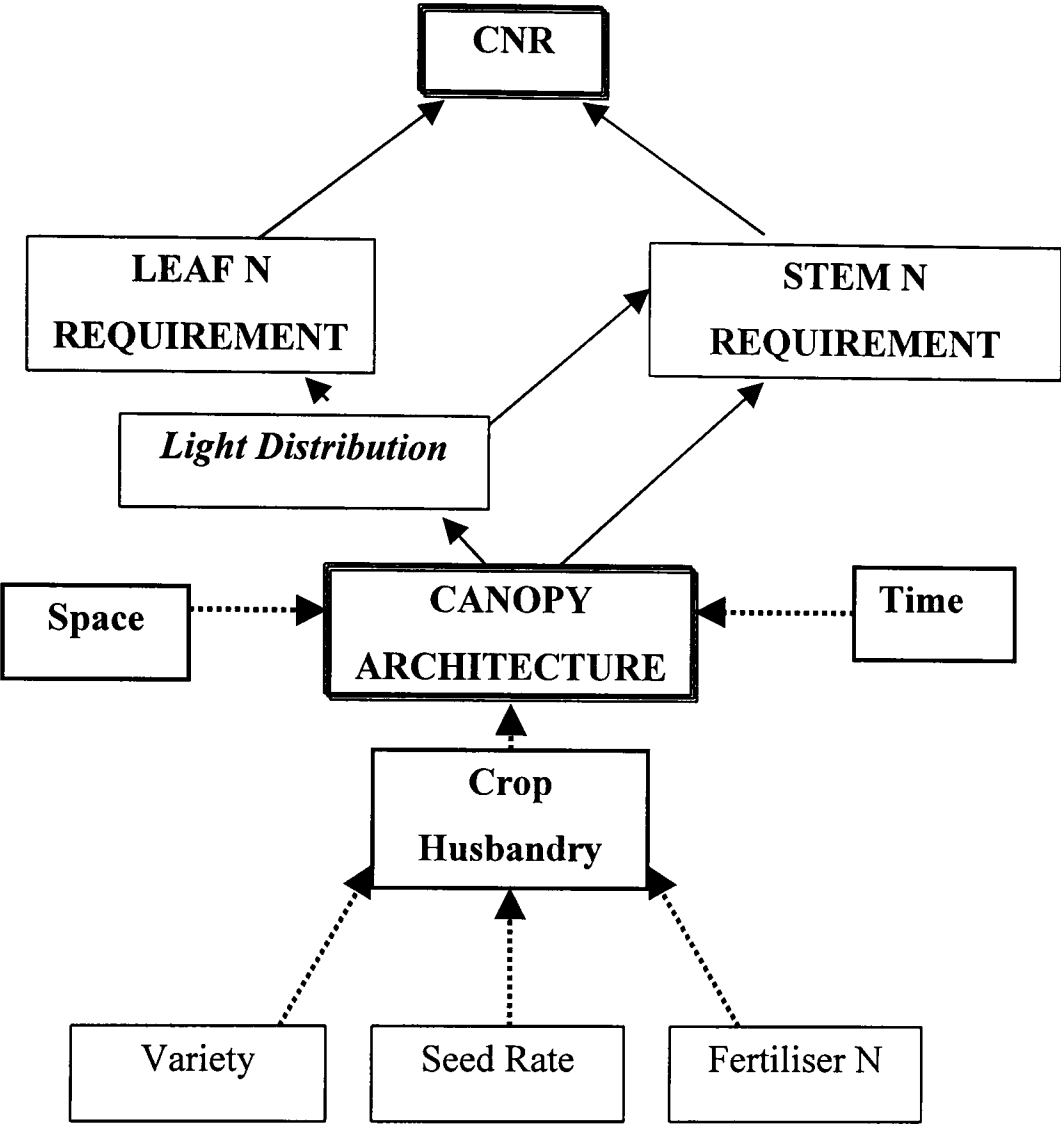 CNR
LEAF N
REQUIREMENT
STEM N
REQUIREMENT
Light Distribution
Space
CANOPY
ARCHITECTURE
Time
Crop
Husbandry
Variety
Seed Rate
Fertiliser N